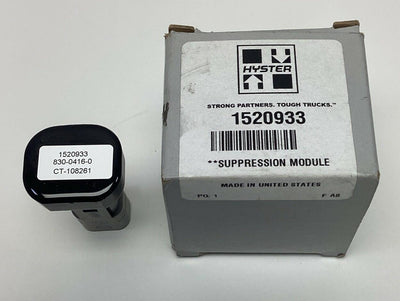 1520933
830-0416-0
CT-108261
HYSTER
STRONG PARTNERS. TOUGH TRUCKS.™
1520933
**SUPPRESSION MODULE
MADE IN UNITED STATES
PQ: 1 F A8